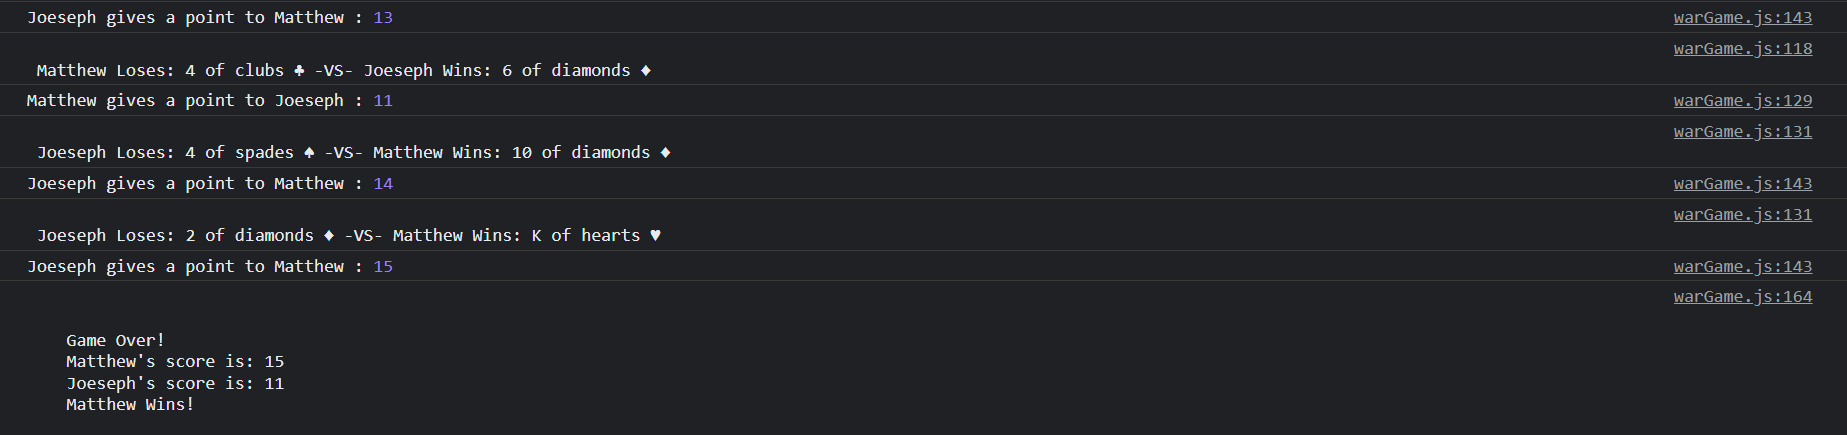 Joeseph gives a point to Matthew : 13 warGame.js:143
warGame.js:118
Matthew Loses: 4 of clubs ♣ -VS- Joeseph Wins: 6 of diamonds ♦
Matthew gives a point to Joeseph : 11 warGame.js:129
warGame.js:131
Joeseph Loses: 4 of spades ♠ -VS- Matthew Wins: 10 of diamonds ♦
Joeseph gives a point to Matthew : 14 warGame.js:143
warGame.js:131
Joeseph Loses: 2 of diamonds ♦ -VS- Matthew Wins: K of hearts ♥
Joeseph gives a point to Matthew : 15 warGame.js:143
warGame.js:164
Game Over!
Matthew's score is: 15
Joeseph's score is: 11
Matthew Wins!